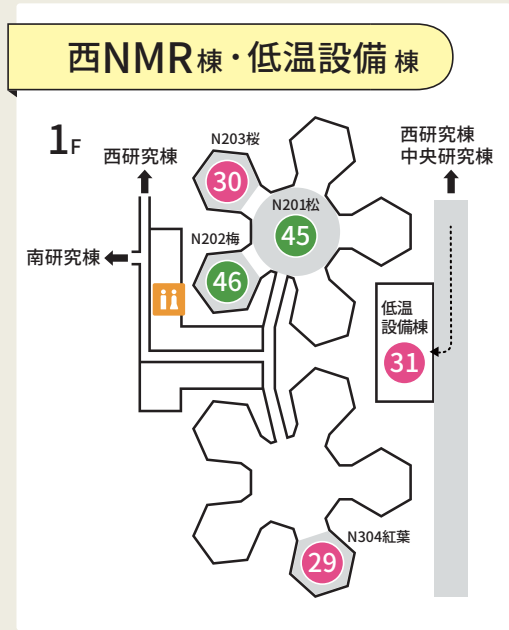 西NMR棟・低温設備棟
1F
N203桜
30
西研究棟
西研究棟
中央研究棟
N201松
45
N202梅
46
南研究棟
低温
設備棟
31
N304紅葉
29